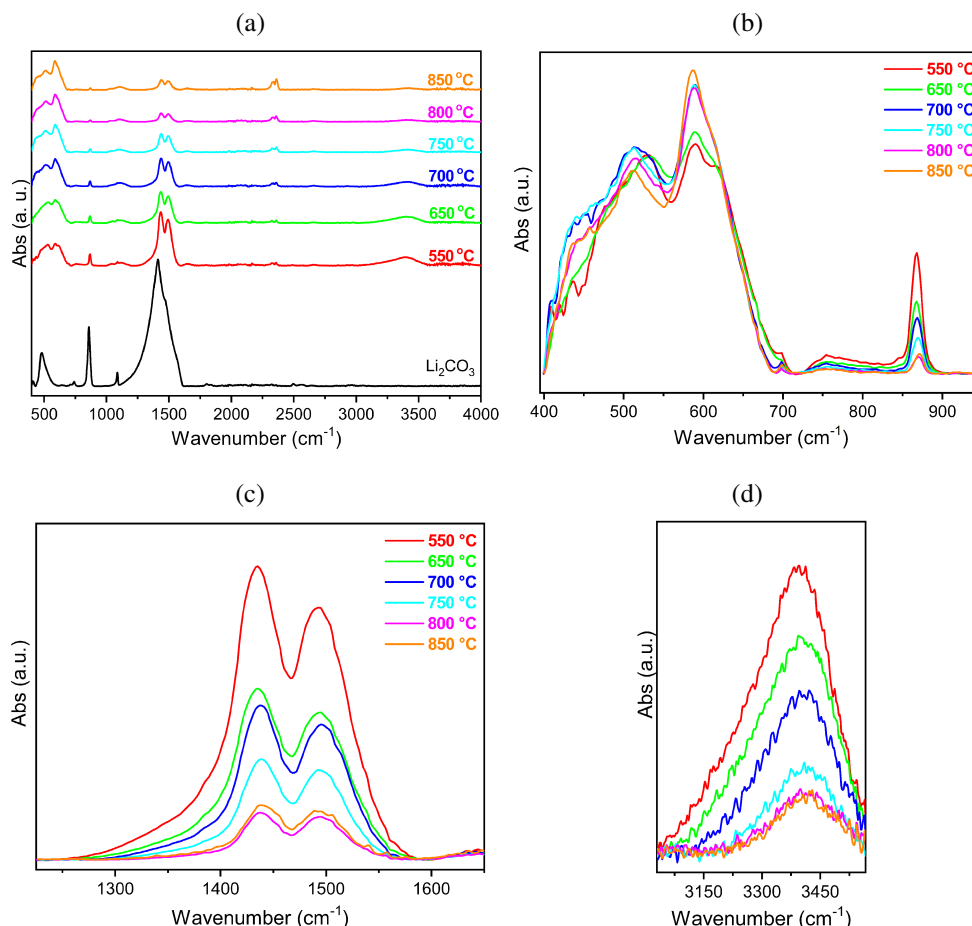 (a)
850 °C
800 °C
750 °C
700 °C
650 °C
550 °C
Li₂CO₃
Abs (a. u.)
500 1000 1500 2000 2500 3000 3500 4000
Wavenumber (cm⁻¹)
(b)
550 °C
650 °C
700 °C
750 °C
800 °C
850 °C
400 500 600 700 800 900
Wavenumber (cm⁻¹)
(c)
550 °C
650 °C
700 °C
750 °C
800 °C
850 °C
Abs (a.u.)
1300 1400 1500 1600
Wavenumber (cm⁻¹)
(d)
Abs (a.u.)
3150 3300 3450
Wavenumber (cm⁻¹)